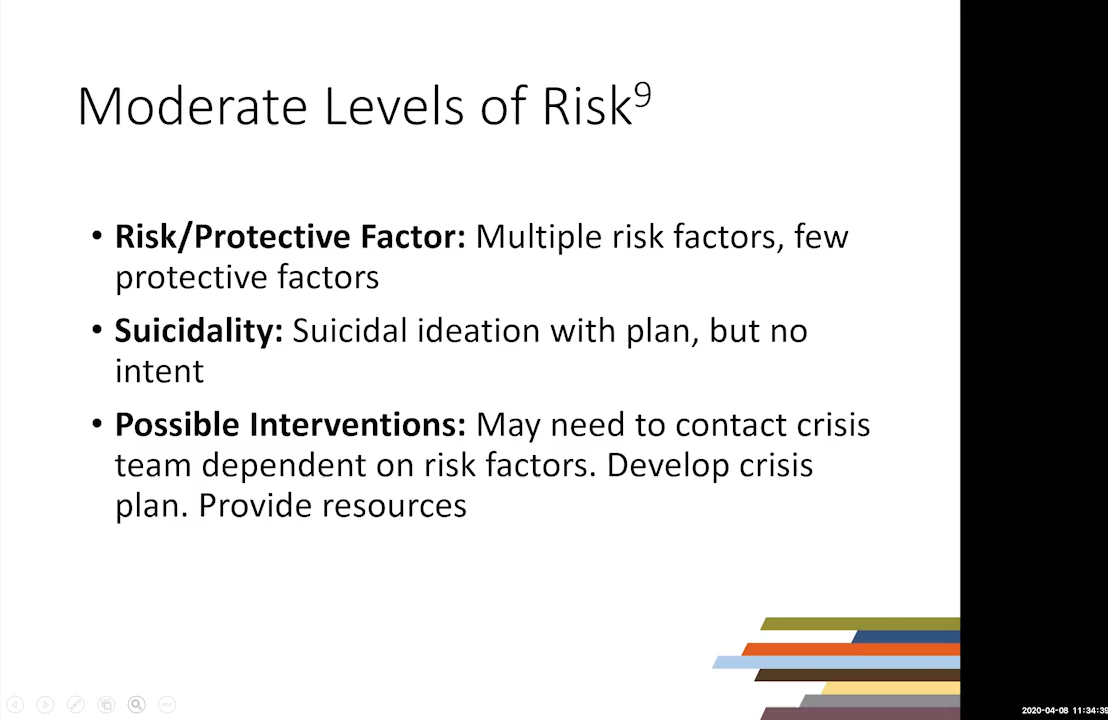 Moderate Levels of Risk⁹
• Risk/Protective Factor: Multiple risk factors, few
protective factors
• Suicidality: Suicidal ideation with plan, but no
intent
• Possible Interventions: May need to contact crisis
team dependent on risk factors. Develop crisis
plan. Provide resources
2020-04-08 11:34:39